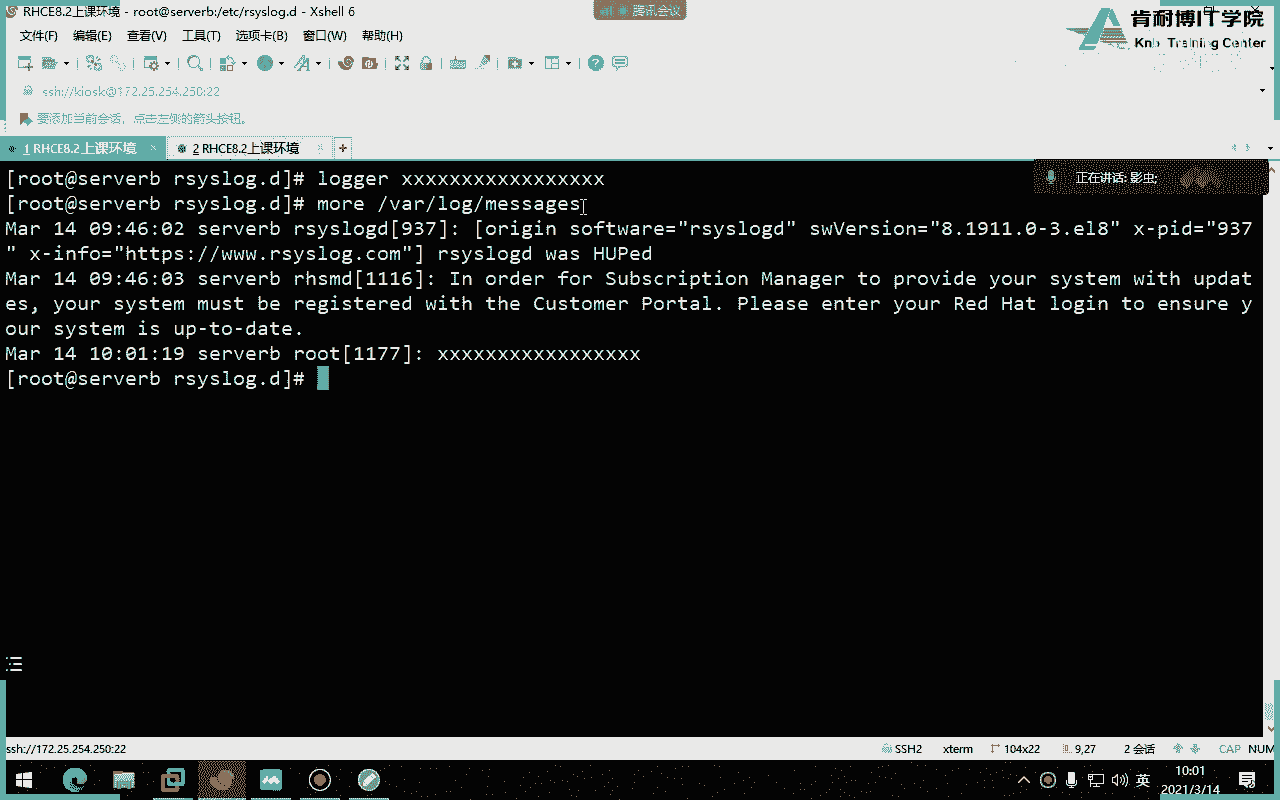 RHCE8.2上课环境 - root@serverb:/etc/rsyslog.d - Xshell 6
腾讯会议
肯耐博IT学院
Knb Training Center
文件(F) 编辑(E) 查看(V) 工具(T) 选项卡(B) 窗口(W) 帮助(H)
ssh://kiosk@172.25.254.250:22
要添加当前会话，点击左侧的箭头按钮。
1 RHCE8.2上课环境 × 2 RHCE8.2上课环境 × +
正在讲话: 影虫;
[root@serverb rsyslog.d]# logger xxxxxxxxxxxxxxxxx
[root@serverb rsyslog.d]# more /var/log/messages
Mar 14 09:46:02 serverb rsyslogd[937]: [origin software="rsyslogd" swVersion="8.1911.0-3.el8" x-pid="937
" x-info="https://www.rsyslog.com"] rsyslogd was HUPed
Mar 14 09:46:03 serverb rhsmd[1116]: In order for Subscription Manager to provide your system with updat
es, your system must be registered with the Customer Portal. Please enter your Red Hat login to ensure y
our system is up-to-date.
Mar 14 10:01:19 serverb root[1177]: xxxxxxxxxxxxxxxxx
[root@serverb rsyslog.d]#
ssh://172.25.254.250:22 SSH2 xterm 104x22 9,27 2 会话 CAP NUM
英
10:01
2021/3/14